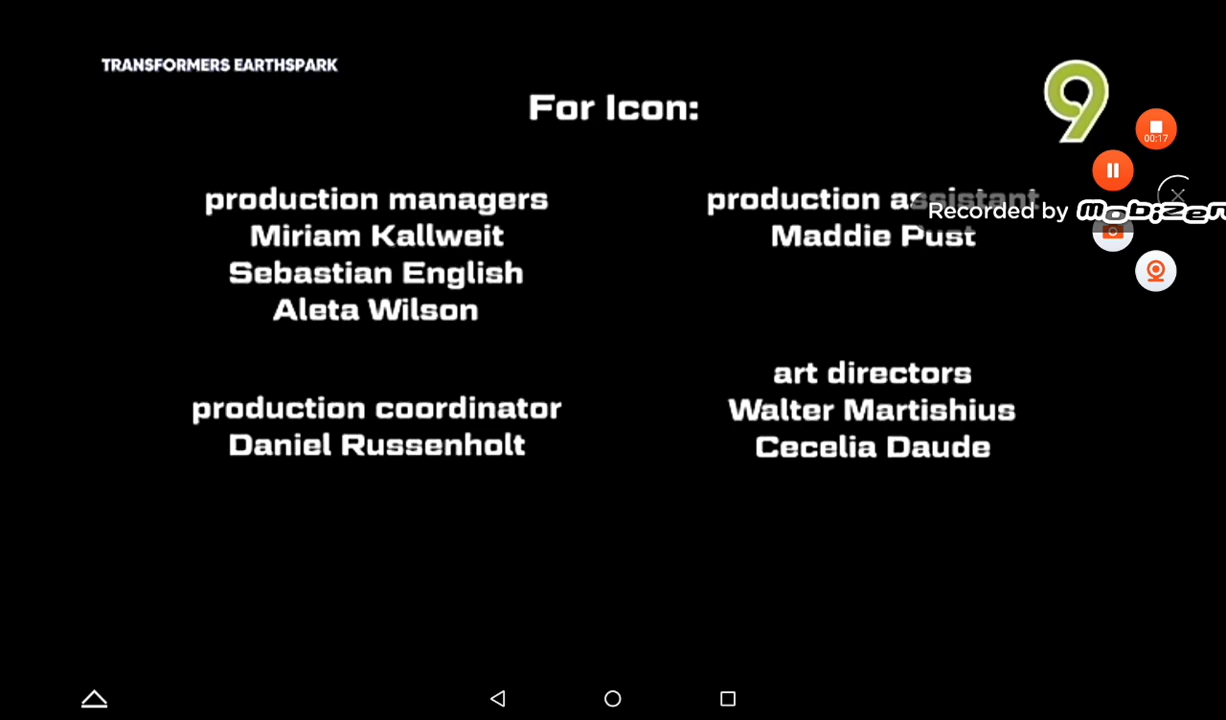 TRANSFORMERS EARTHSPARK
9
For Icon:
00:17
production managers
Miriam Kallweit
Sebastian English
Aleta Wilson
production assistant
Maddie Pust
Recorded by Mobizen
production coordinator
Daniel Russenholt
art directors
Walter Martishius
Cecelia Daude